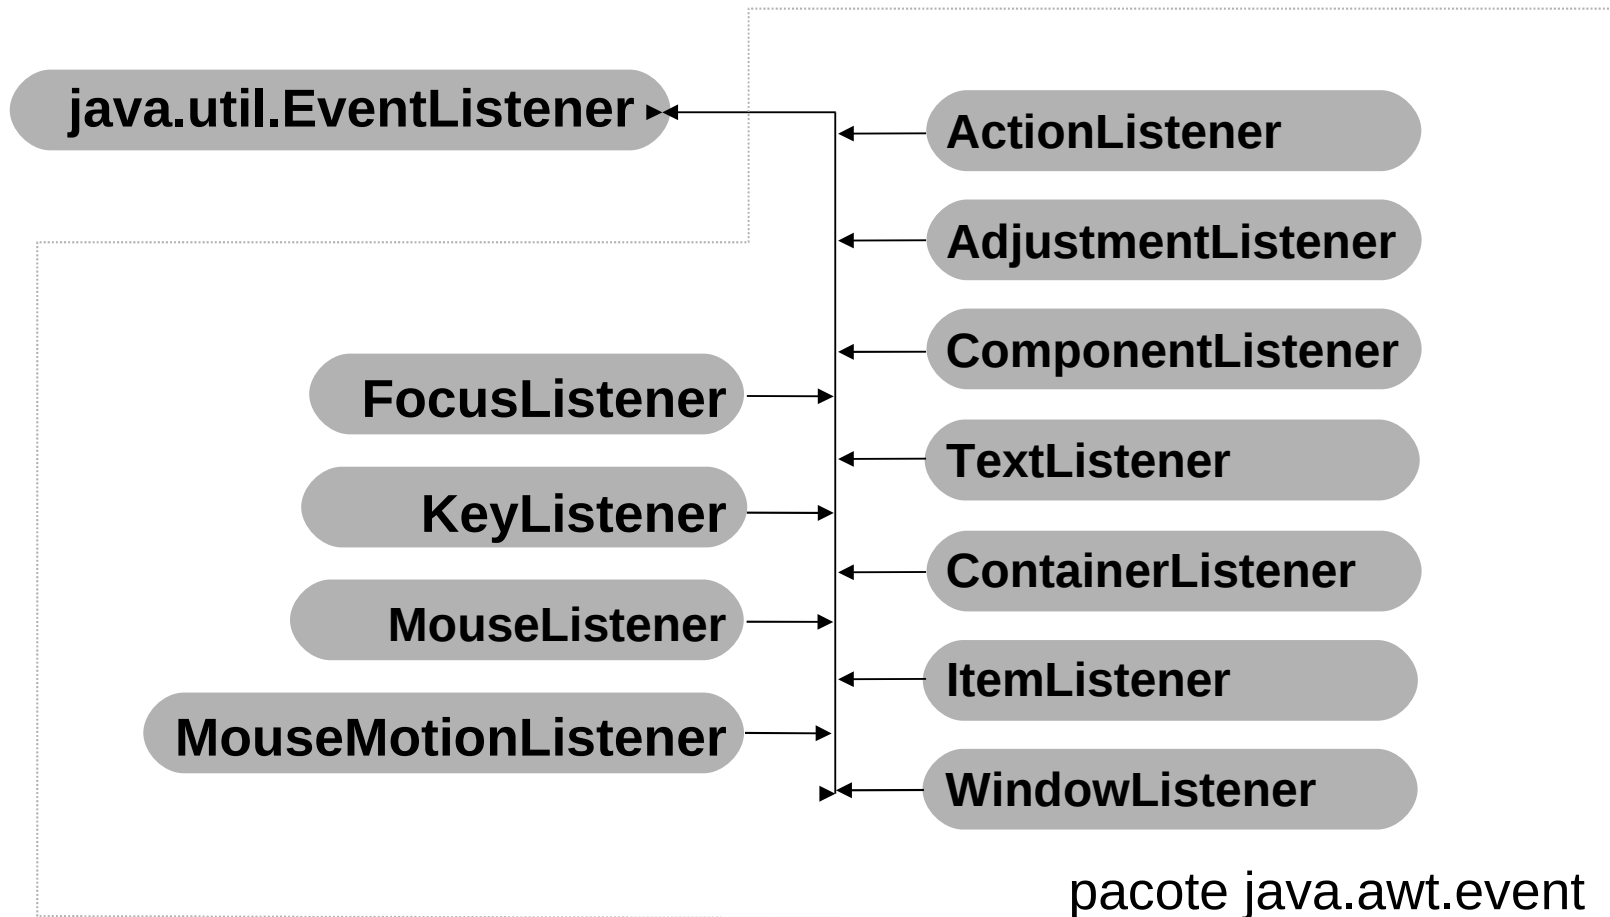 java.util.EventListener
ActionListener
AdjustmentListener
ComponentListener
FocusListener
TextListener
KeyListener
ContainerListener
MouseListener
ItemListener
MouseMotionListener
WindowListener
pacote java.awt.event